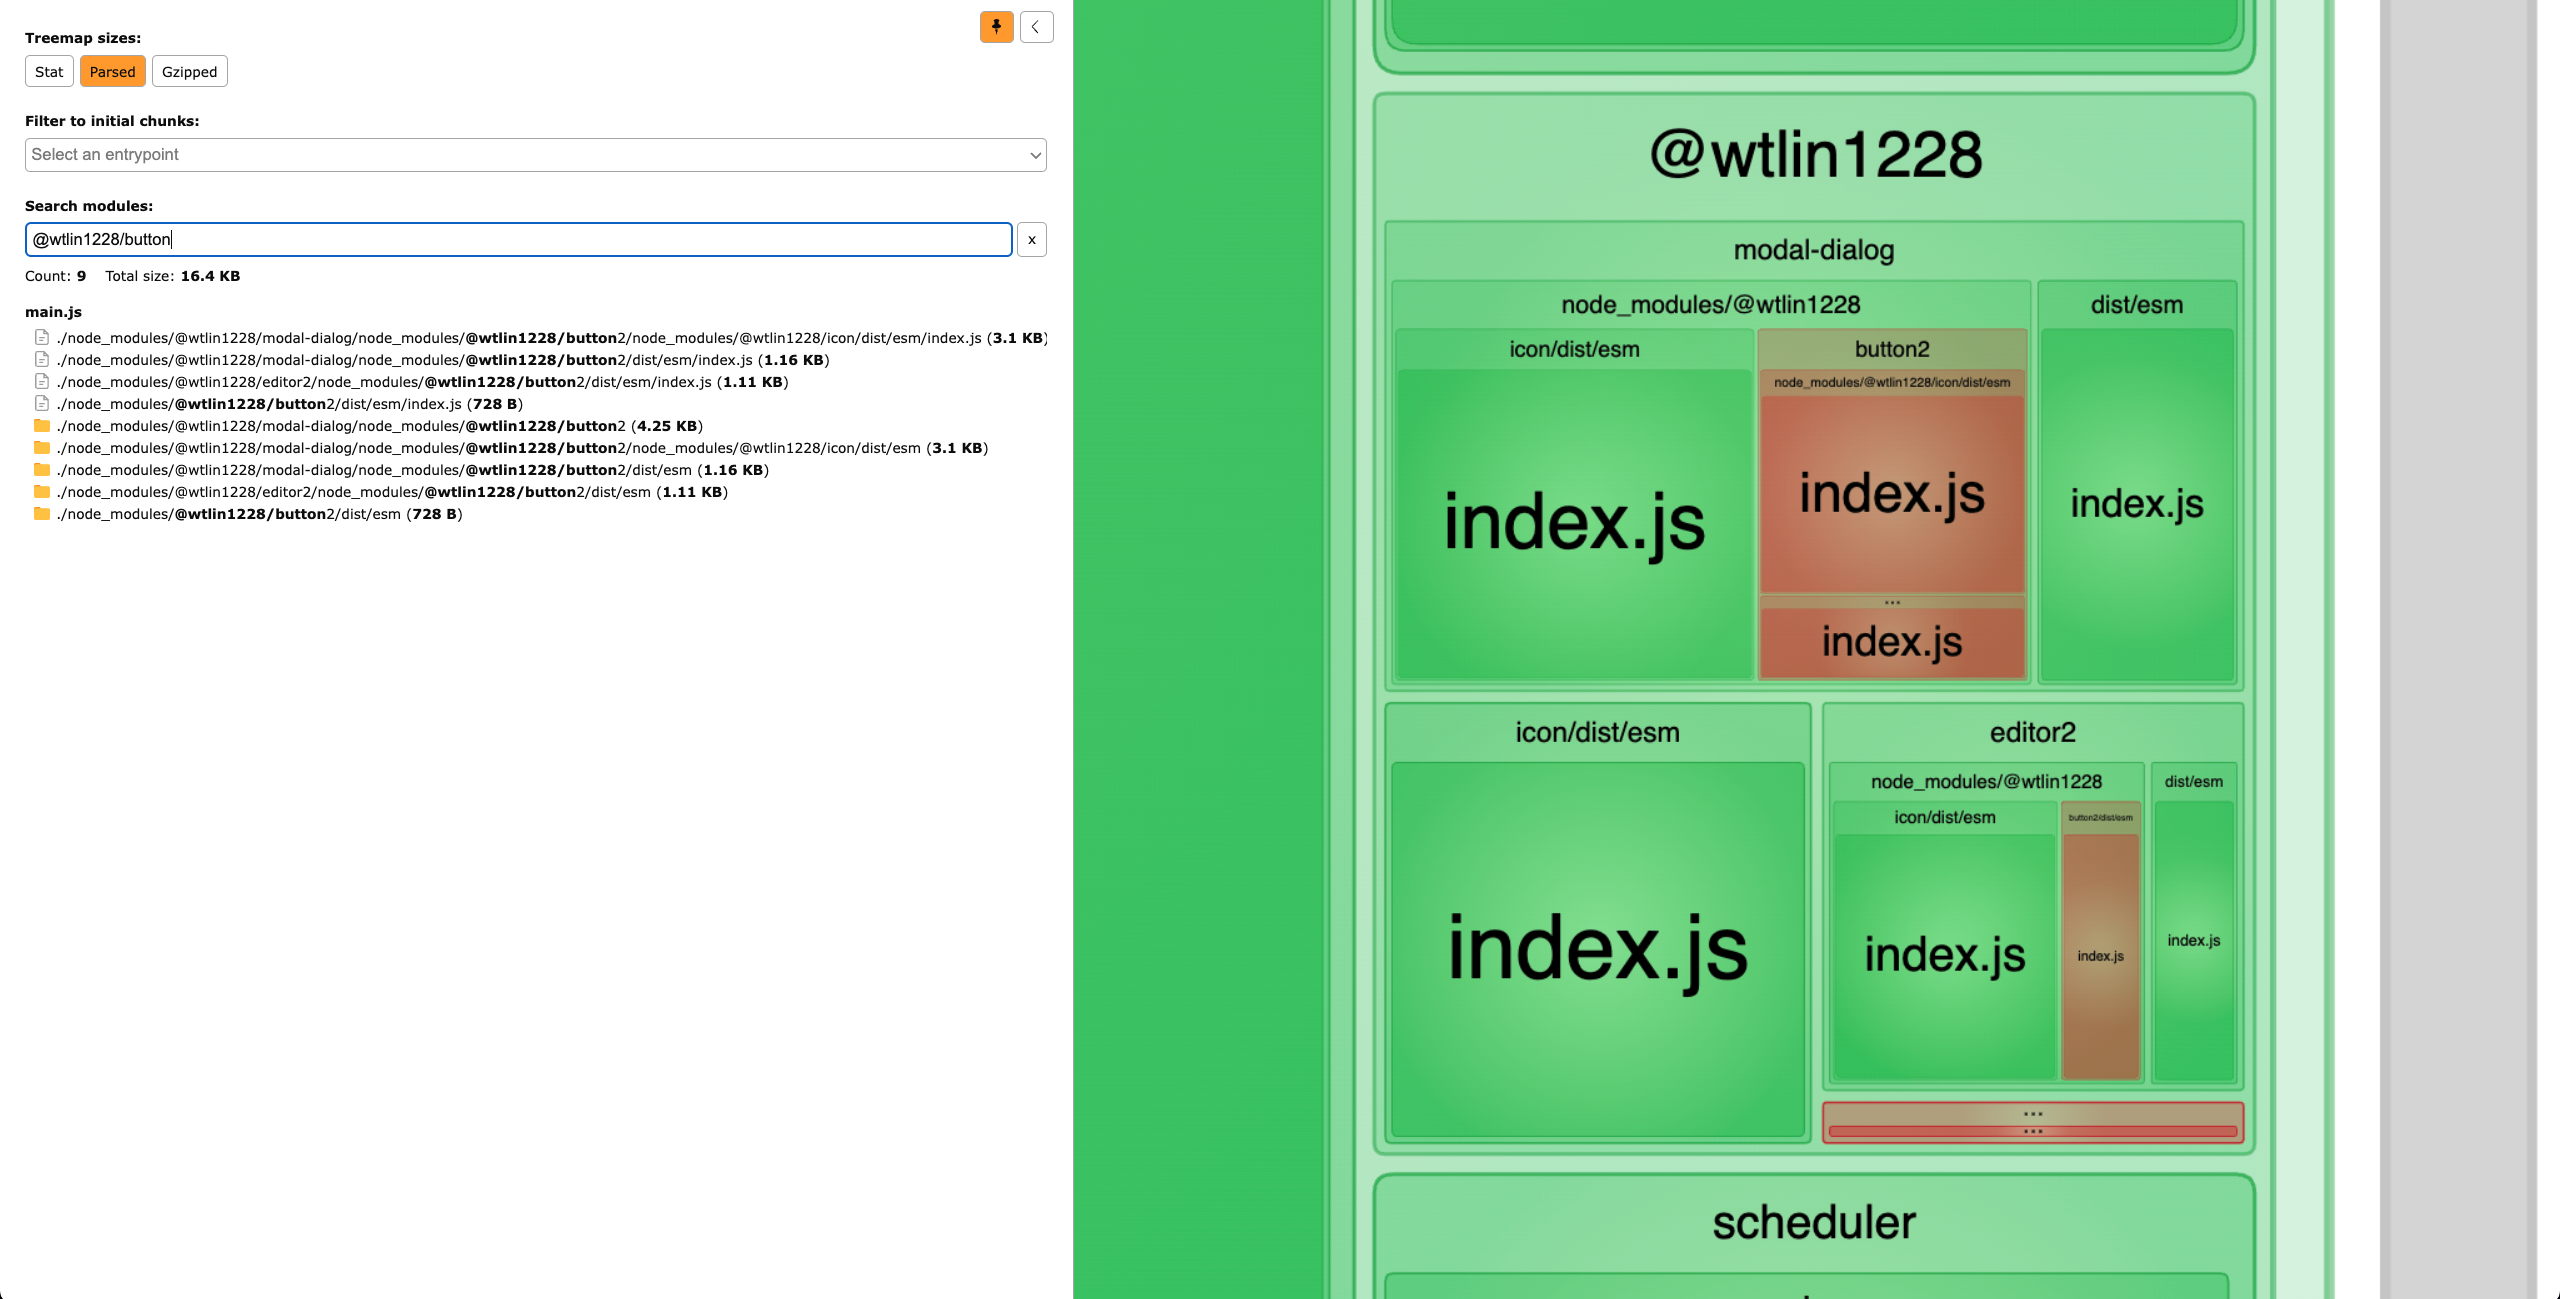 Treemap sizes:
Stat Parsed Gzipped
Filter to initial chunks:
Select an entrypoint
Search modules:
@wtlin1228/button x
Count: 9 Total size: 16.4 KB
main.js
./node_modules/@wtlin1228/modal-dialog/node_modules/@wtlin1228/button2/node_modules/@wtlin1228/icon/dist/esm/index.js (3.1 KB)
./node_modules/@wtlin1228/modal-dialog/node_modules/@wtlin1228/button2/dist/esm/index.js (1.16 KB)
./node_modules/@wtlin1228/editor2/node_modules/@wtlin1228/button2/dist/esm/index.js (1.11 KB)
./node_modules/@wtlin1228/button2/dist/esm/index.js (728 B)
./node_modules/@wtlin1228/modal-dialog/node_modules/@wtlin1228/button2 (4.25 KB)
./node_modules/@wtlin1228/modal-dialog/node_modules/@wtlin1228/button2/node_modules/@wtlin1228/icon/dist/esm (3.1 KB)
./node_modules/@wtlin1228/modal-dialog/node_modules/@wtlin1228/button2/dist/esm (1.16 KB)
./node_modules/@wtlin1228/editor2/node_modules/@wtlin1228/button2/dist/esm (1.11 KB)
./node_modules/@wtlin1228/button2/dist/esm (728 B)
@wtlin1228
modal-dialog
node_modules/@wtlin1228
dist/esm
icon/dist/esm
button2
node_modules/@wtlin1228/icon/dist/esm
index.js
index.js
index.js
...
index.js
icon/dist/esm
index.js
editor2
node_modules/@wtlin1228
dist/esm
icon/dist/esm
button2/dist/esm
index.js
index.js
index.js
...
...
scheduler